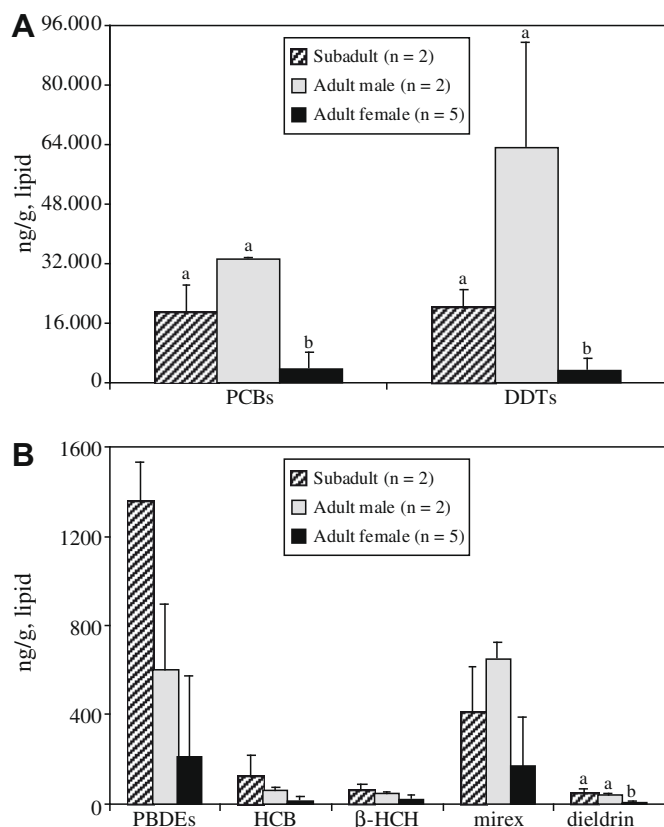 A
96.000
80.000
64.000
48.000
32.000
16.000
0
ng/g, lipid
Subadult (n = 2)
Adult male (n = 2)
Adult female (n = 5)
a
a
b
a
a
b
PCBs
DDTs
B
1600
1200
800
400
0
ng/g, lipid
Subadult (n = 2)
Adult male (n = 2)
Adult female (n = 5)
a
a
b
PBDEs
HCB
β-HCH
mirex
dieldrin